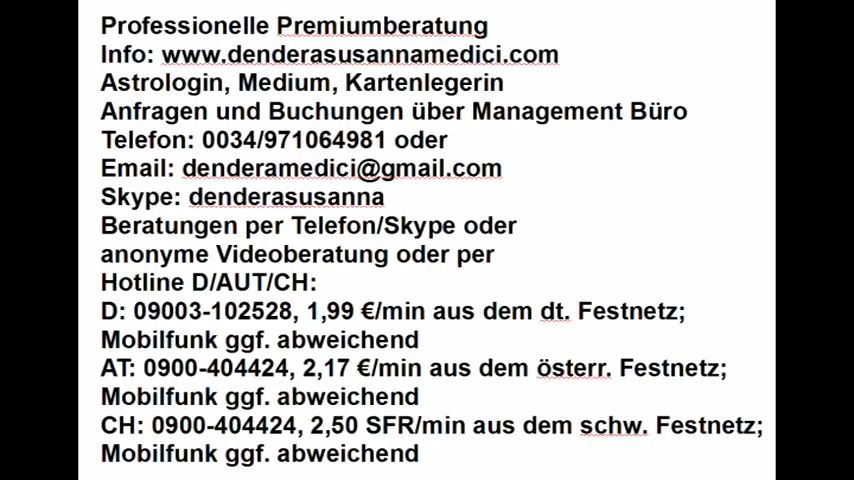 Professionelle Premiumberatung
Info: www.denderasusannamedici.com
Astrologin, Medium, Kartenlegerin
Anfragen und Buchungen über Management Büro
Telefon: 0034/971064981 oder
Email: denderamedici@gmail.com
Skype: denderasusanna
Beratungen per Telefon/Skype oder
anonyme Videoberatung oder per
Hotline D/AUT/CH:
D: 09003-102528, 1,99 €/min aus dem dt. Festnetz;
Mobilfunk ggf. abweichend
AT: 0900-404424, 2,17 €/min aus dem österr. Festnetz;
Mobilfunk ggf. abweichend
CH: 0900-404424, 2,50 SFR/min aus dem schw. Festnetz;
Mobilfunk ggf. abweichend